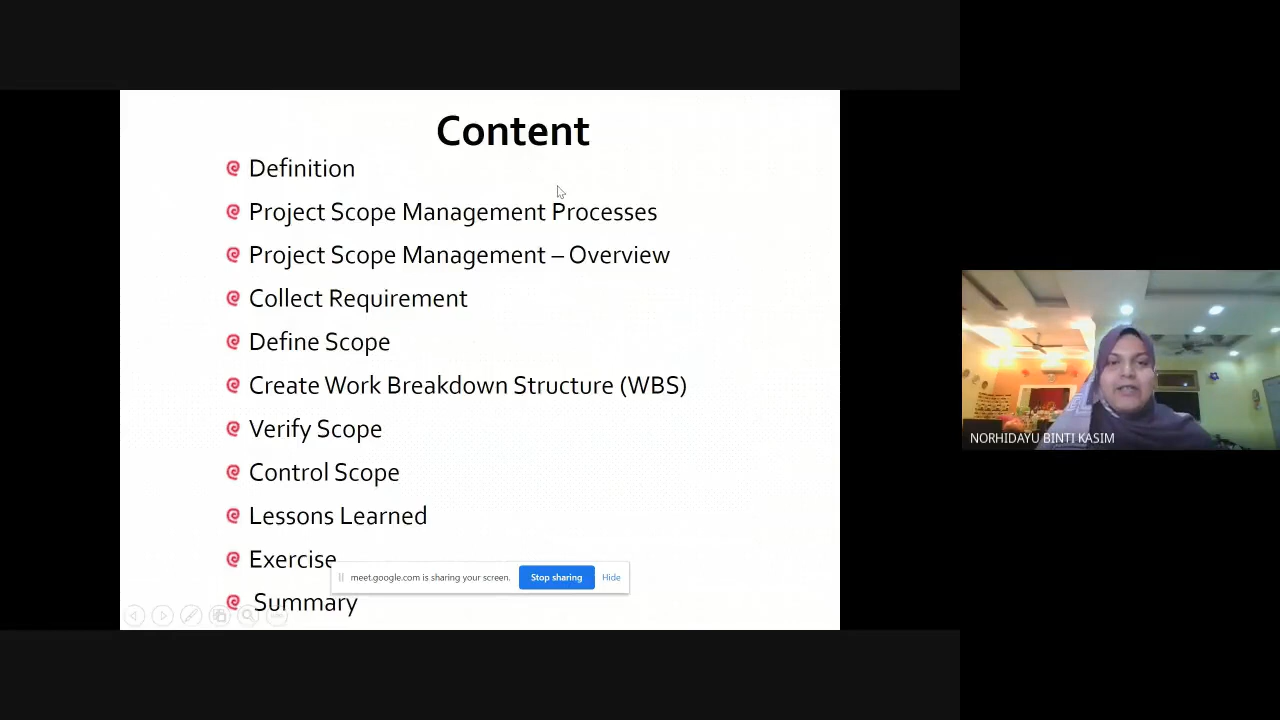 Content
Definition
Project Scope Management Processes
Project Scope Management – Overview
Collect Requirement
Define Scope
Create Work Breakdown Structure (WBS)
Verify Scope
Control Scope
Lessons Learned
Exercise
meet.google.com is sharing your screen. Stop sharing Hide
Summary
NORHIDAYU BINTI KASIM